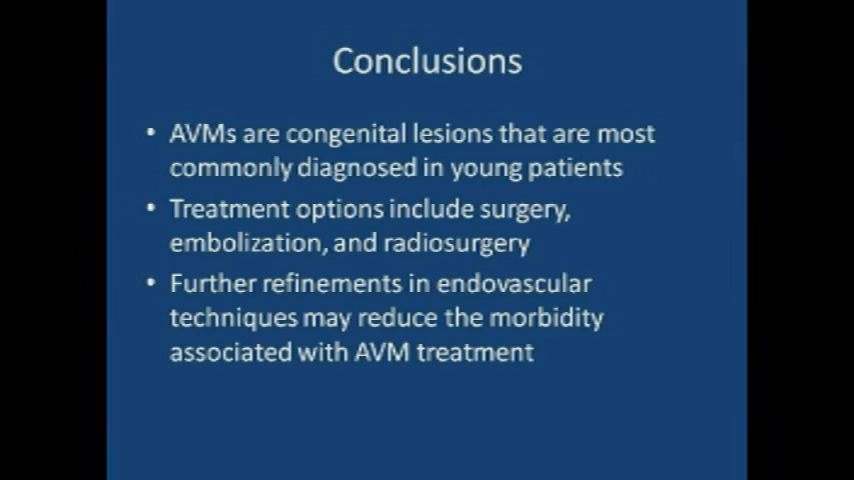 Conclusions
• AVMs are congenital lesions that are most
commonly diagnosed in young patients
• Treatment options include surgery,
embolization, and radiosurgery
• Further refinements in endovascular
techniques may reduce the morbidity
associated with AVM treatment